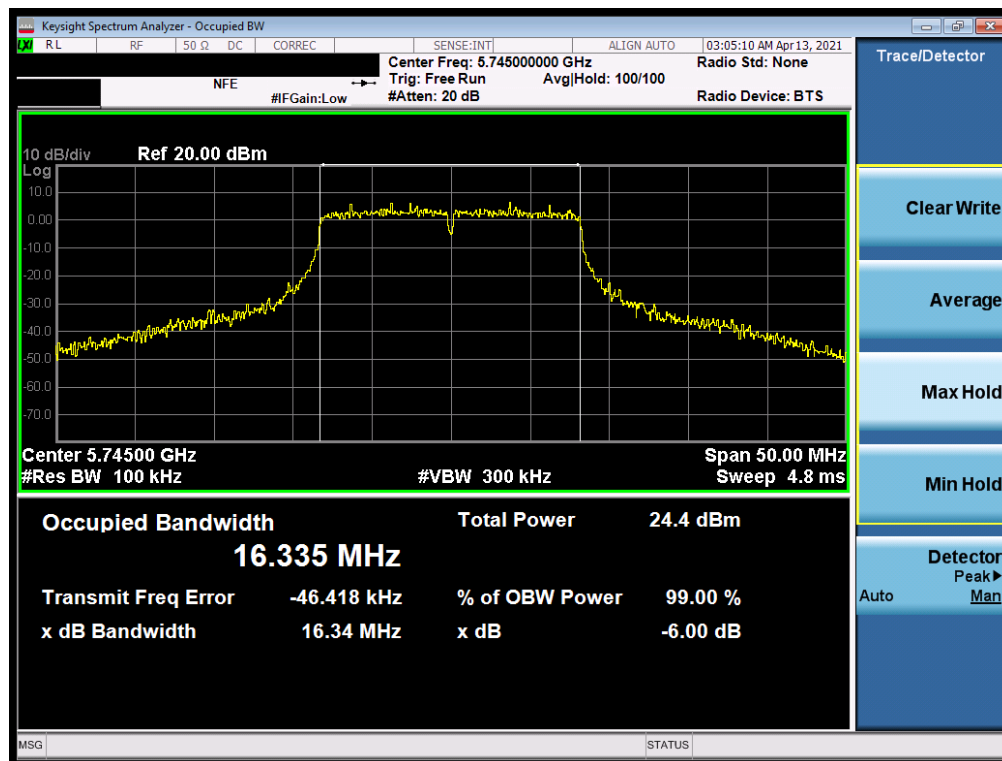 Keysight Spectrum Analyzer - Occupied BW
LXI RL RF 50 Ω DC CORREC SENSE:INT ALIGN AUTO 03:05:10 AM Apr 13, 2021
Center Freq: 5.745000000 GHz Radio Std: None
NFE Trig: Free Run Avg|Hold: 100/100
#IFGain:Low #Atten: 20 dB Radio Device: BTS
10 dB/div Ref 20.00 dBm
Log
10.0
0.00
-10.0
-20.0
-30.0
-40.0
-50.0
-60.0
-70.0
Center 5.74500 GHz Span 50.00 MHz
#Res BW 100 kHz #VBW 300 kHz Sweep 4.8 ms
Occupied Bandwidth Total Power 24.4 dBm
16.335 MHz
Transmit Freq Error -46.418 kHz % of OBW Power 99.00 %
x dB Bandwidth 16.34 MHz x dB -6.00 dB
MSG STATUS
Trace/Detector
Clear Write
Average
Max Hold
Min Hold
Detector
Peak▶
Auto Man